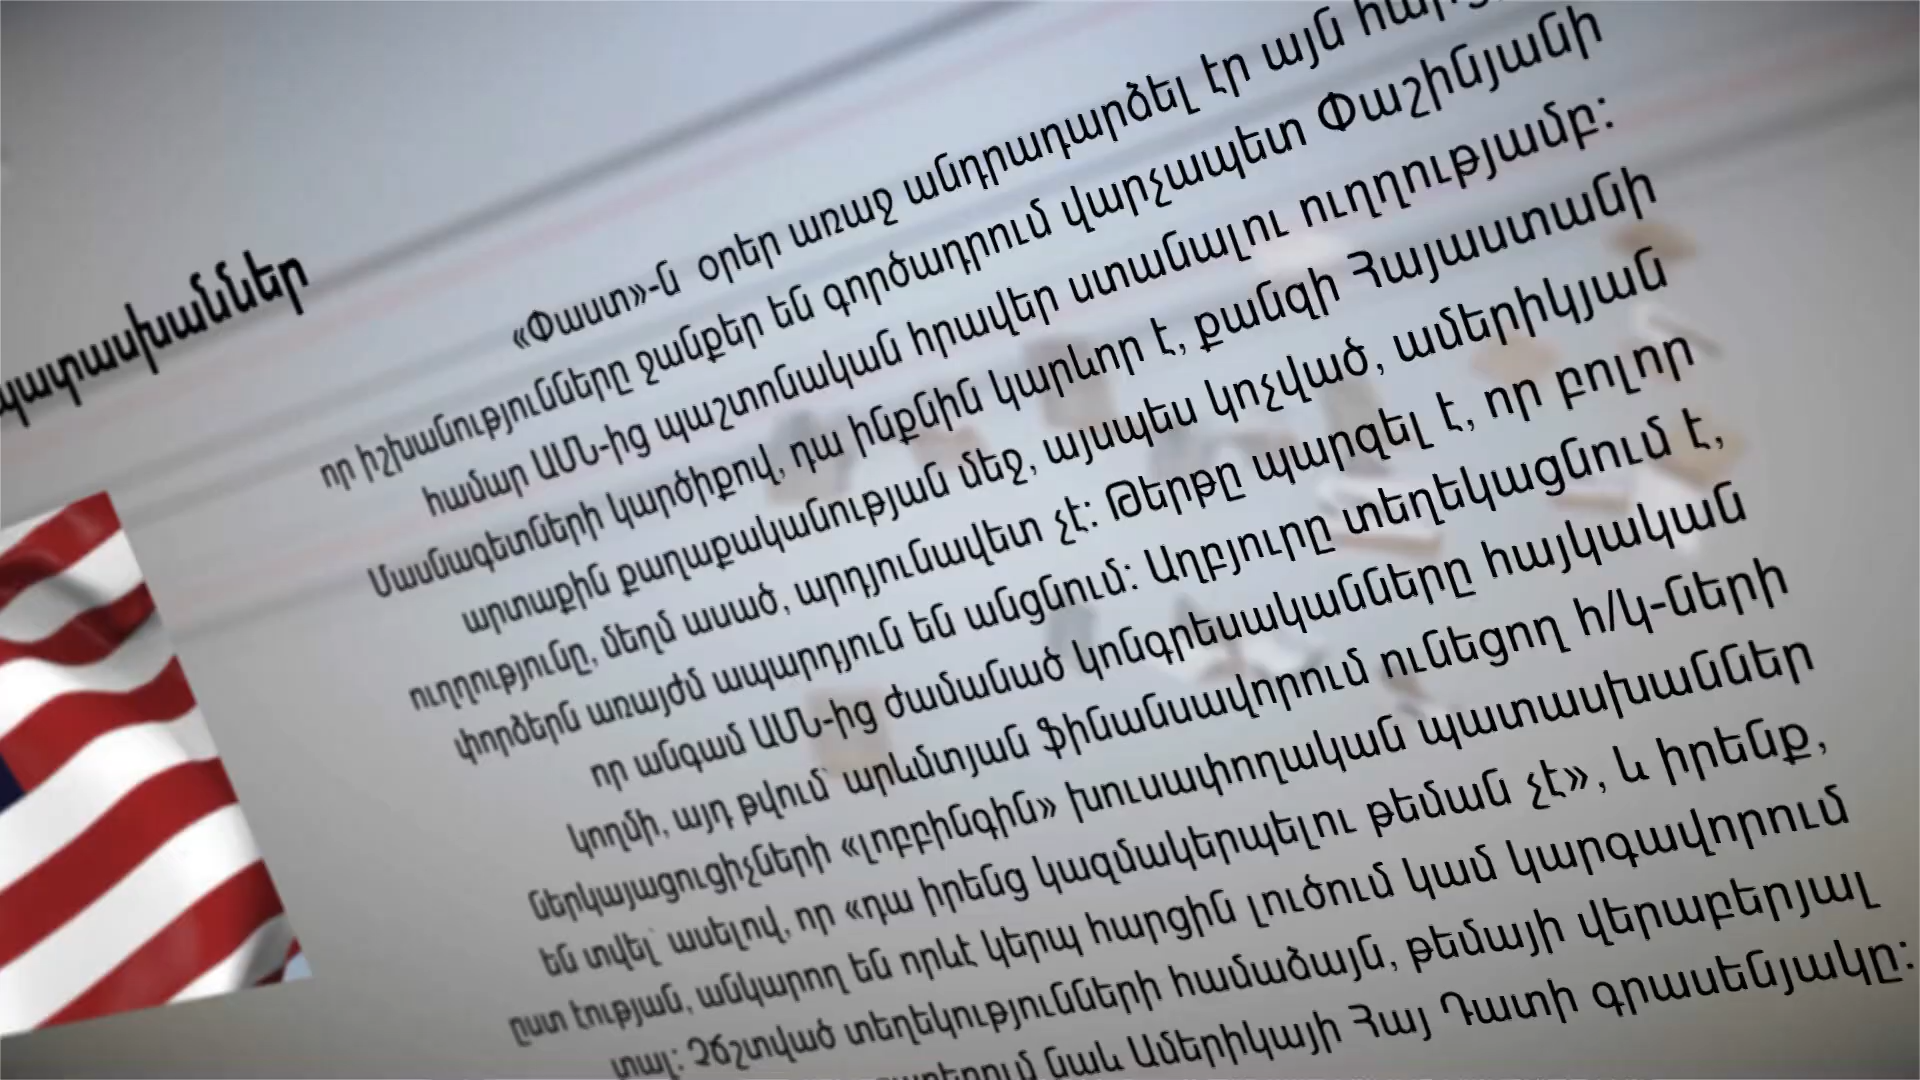 պատասխաններ
«Փաստ»-ն օրեր առաջ անդրադարձել էր այն
որ իշխանությունները ջանքեր են գործադրում վարչապետ Փաշինյանի
համար ԱՄՆ-ից պաշտոնական հրավեր ստանալու ուղղությամբ:
Մասնագետների կարծիքով, դա ինքնին կարևոր է, քանզի Հայաստանի
արտաքին քաղաքականության մեջ, այսպես կոչված, ամերիկյան
ուղղությունը, մեղմ ասած, արդյունավետ չէ: Թերթը պարզել է, որ բոլոր
փորձերն առայժմ ապարդյուն են անցնում: Աղբյուրը տեղեկացնում է,
որ անգամ ԱՄՆ-ից ժամանած կոնգրեսականները հայկական
կողմի, այդ թվում՝ արևմտյան ֆինանսավորում ունեցող հ/կ-ների
ներկայացուցիչների «լոբբինգին» խուսափողական պատասխաններ
են տվել՝ ասելով, որ «դա իրենց կազմակերպելու թեման չէ», և իրենք,
ըստ էության, անկարող են որևէ կերպ հարցին լուծում կամ կարգավորում
տալ: Չճշտված տեղեկությունների համաձայն, թեմայի վերաբերյալ
նաև Ամերիկայի Հայ Դատի գրասենյակը: